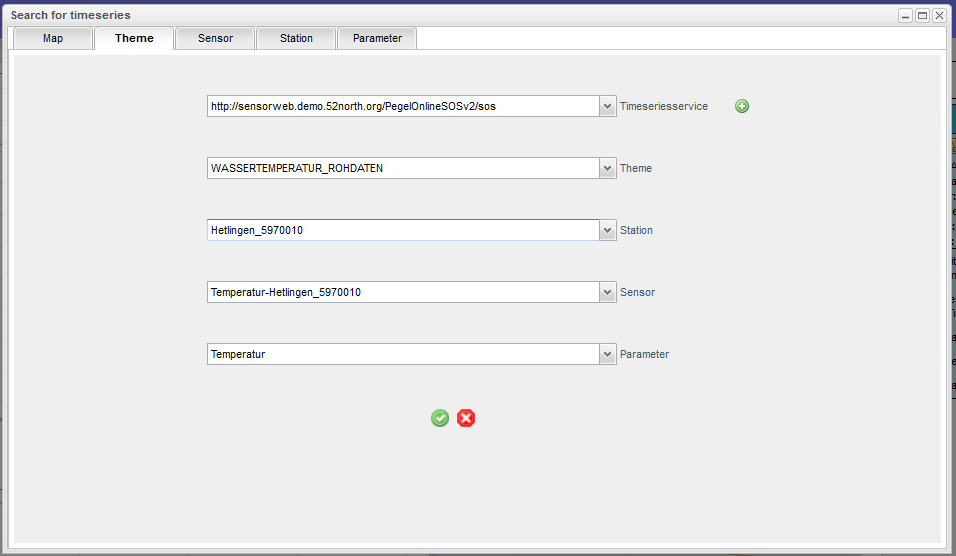 Search for timeseries
Map Theme Sensor Station Parameter
http://sensorweb.demo.52north.org/PegelOnlineSOSv2/sos Timeseriesservice
WASSERTEMPERATUR_ROHDATEN Theme
Hetlingen_5970010 Station
Temperatur-Hetlingen_5970010 Sensor
Temperatur Parameter